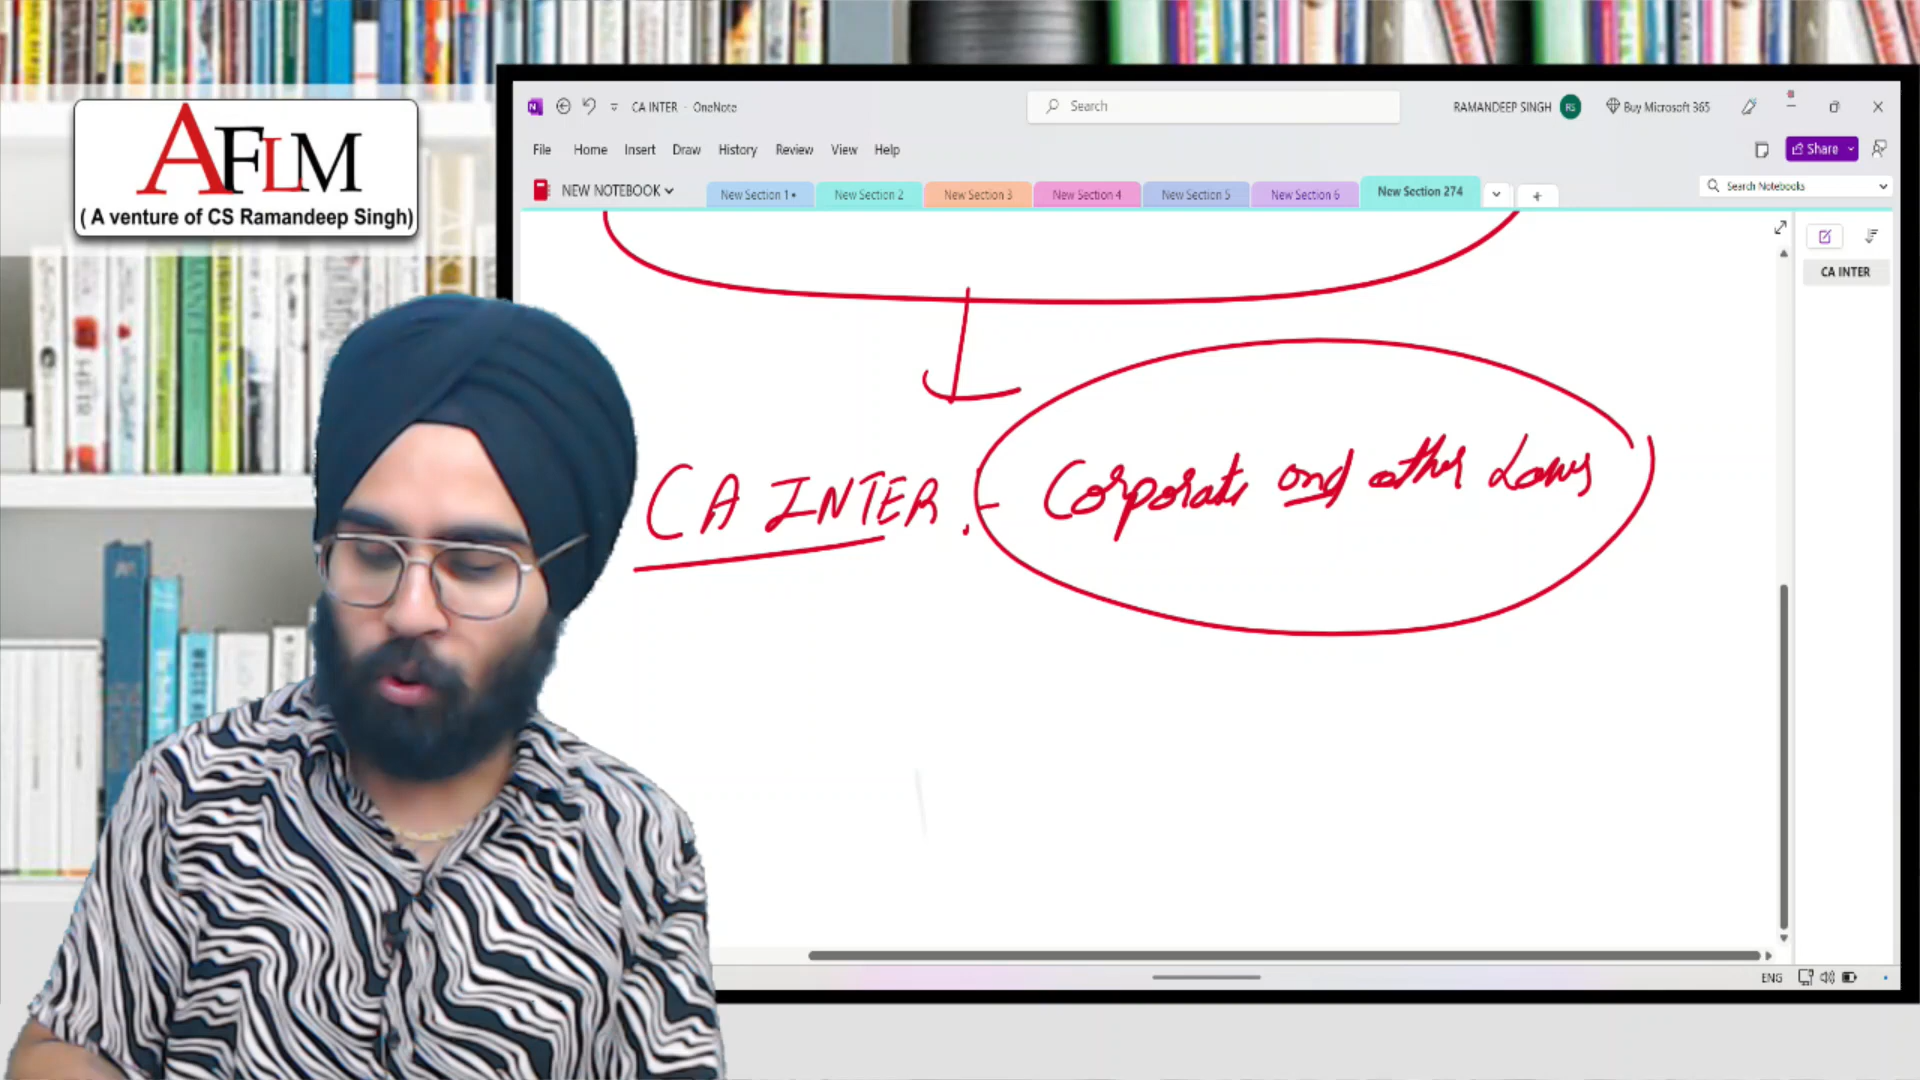 AFLM
( A venture of CS Ramandeep Singh)
CA INTER - OneNote
Search
RAMANDEEP SINGH RS
Buy Microsoft 365
File Home Insert Draw History Review View Help
Share
NEW NOTEBOOK
New Section 1
New Section 2
New Section 3
New Section 4
New Section 5
New Section 6
New Section 274
+
Search Notebooks
CA INTER
CA INTER :- Corporate and other Laws
ENG